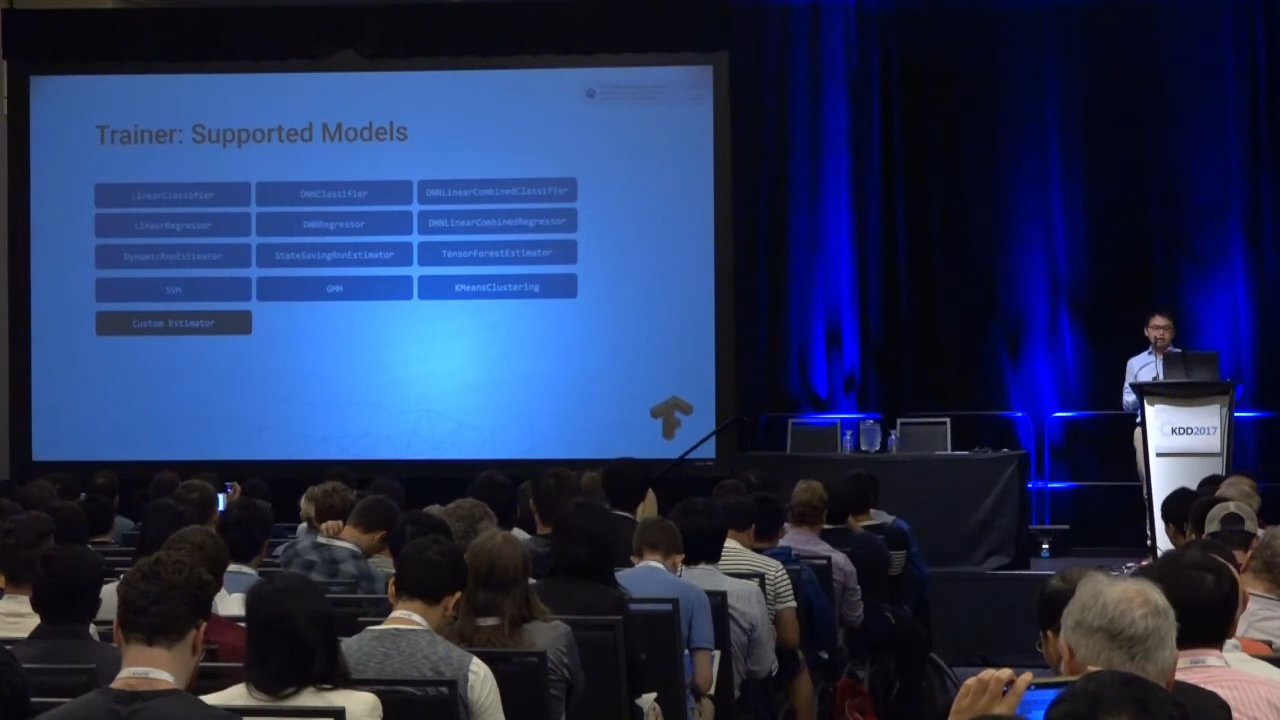 Trainer: Supported Models
LinearClassifier DNNClassifier DNNLinearCombinedClassifier
LinearRegressor DNNRegressor DNNLinearCombinedRegressor
DynamicRnnEstimator StateSavingRnnEstimator TensorForestEstimator
SVM GMM KMeansClustering
Custom Estimator
KDD2017